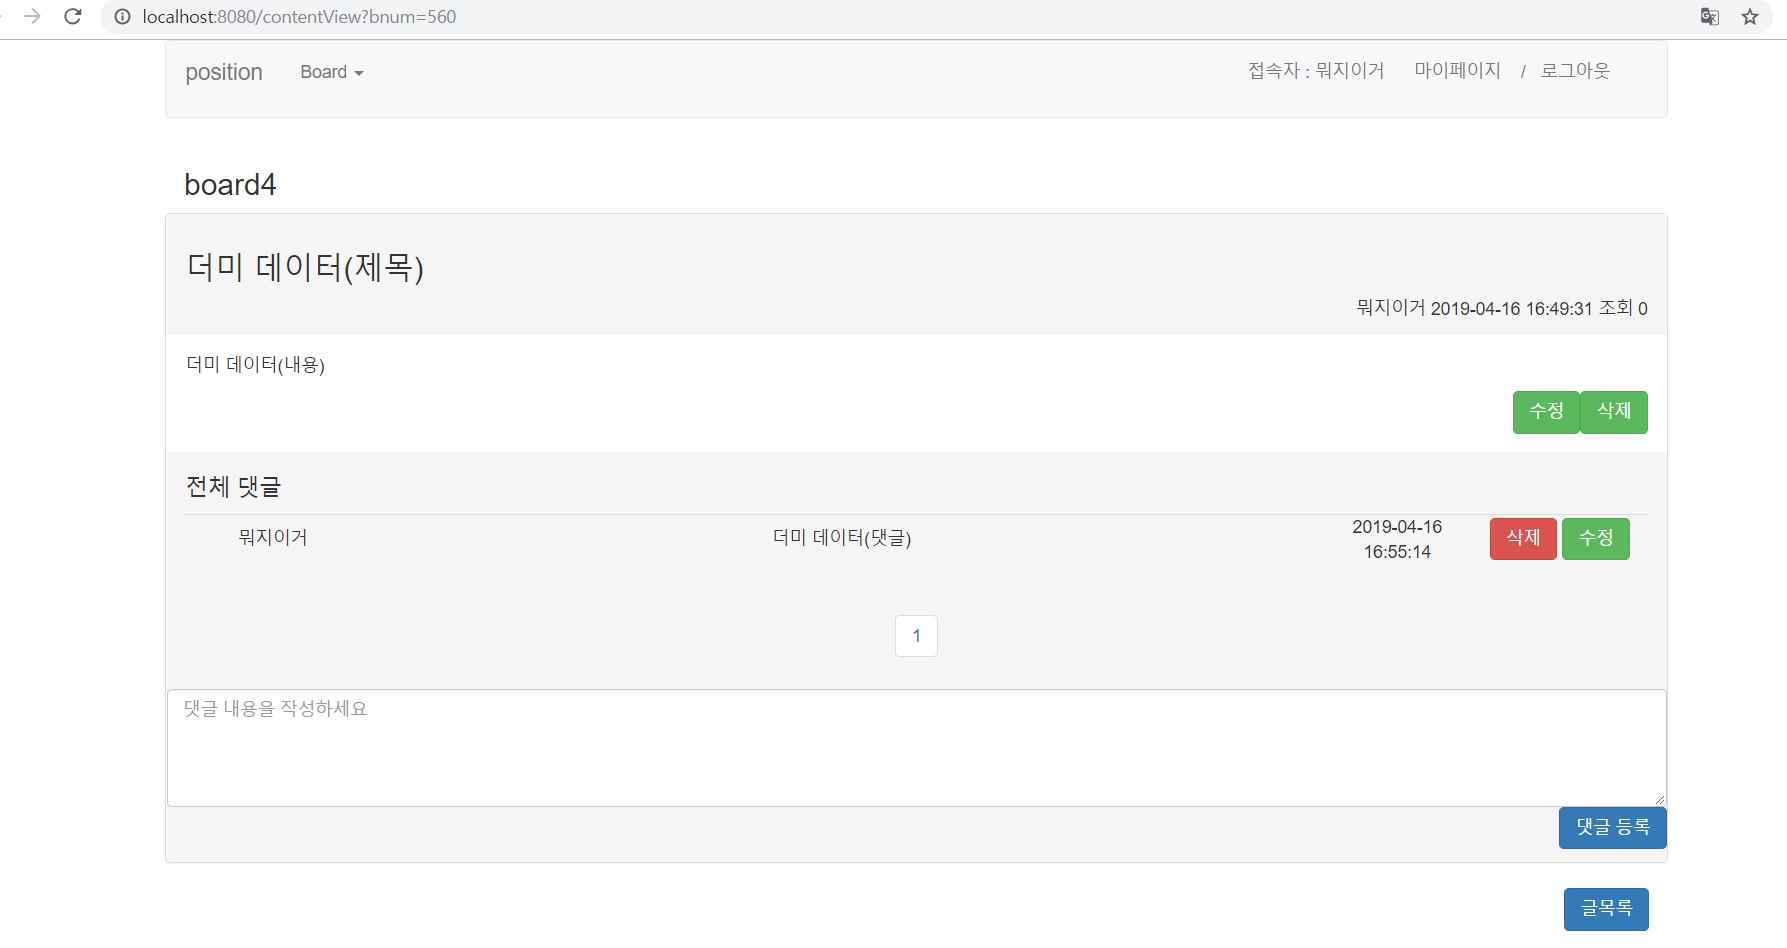 localhost:8080/contentView?bnum=560
position Board 접속자 : 뭐지이거 마이페이지 / 로그아웃
board4
더미 데이터(제목)
뭐지이거 2019-04-16 16:49:31 조회 0
더미 데이터(내용)
수정 삭제
전체 댓글
뭐지이거 더미 데이터(댓글) 2019-04-16 16:55:14 삭제 수정
1
댓글 내용을 작성하세요
댓글 등록
글목록